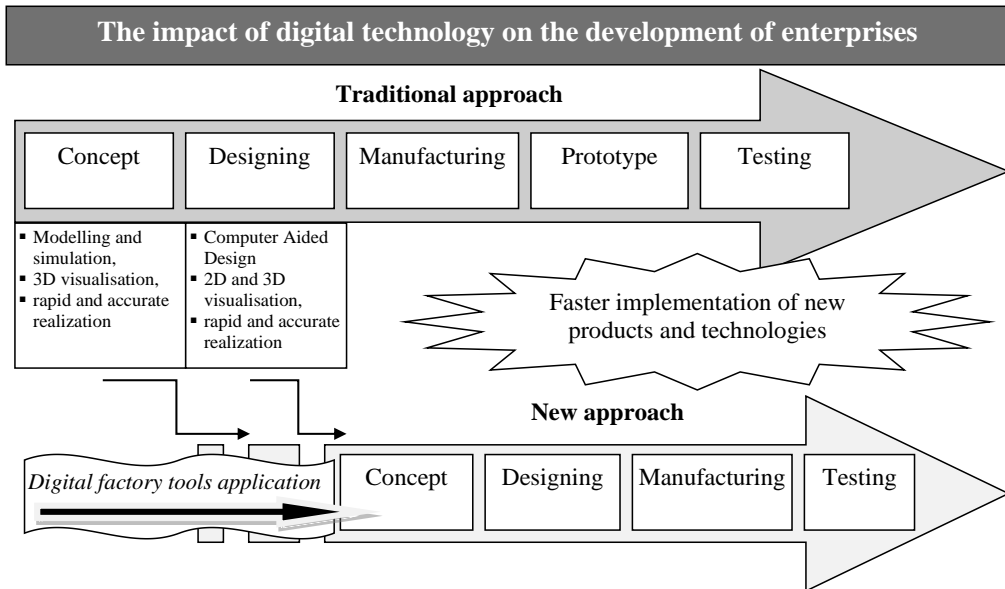 The impact of digital technology on the development of enterprises
Traditional approach
Concept
Designing
Manufacturing
Prototype
Testing
▪ Modelling and
simulation,
▪ 3D visualisation,
▪ rapid and accurate
realization
▪ Computer Aided
Design
▪ 2D and 3D
visualisation,
▪ rapid and accurate
realization
Faster implementation of new
products and technologies
New approach
Digital factory tools application
Concept
Designing
Manufacturing
Testing